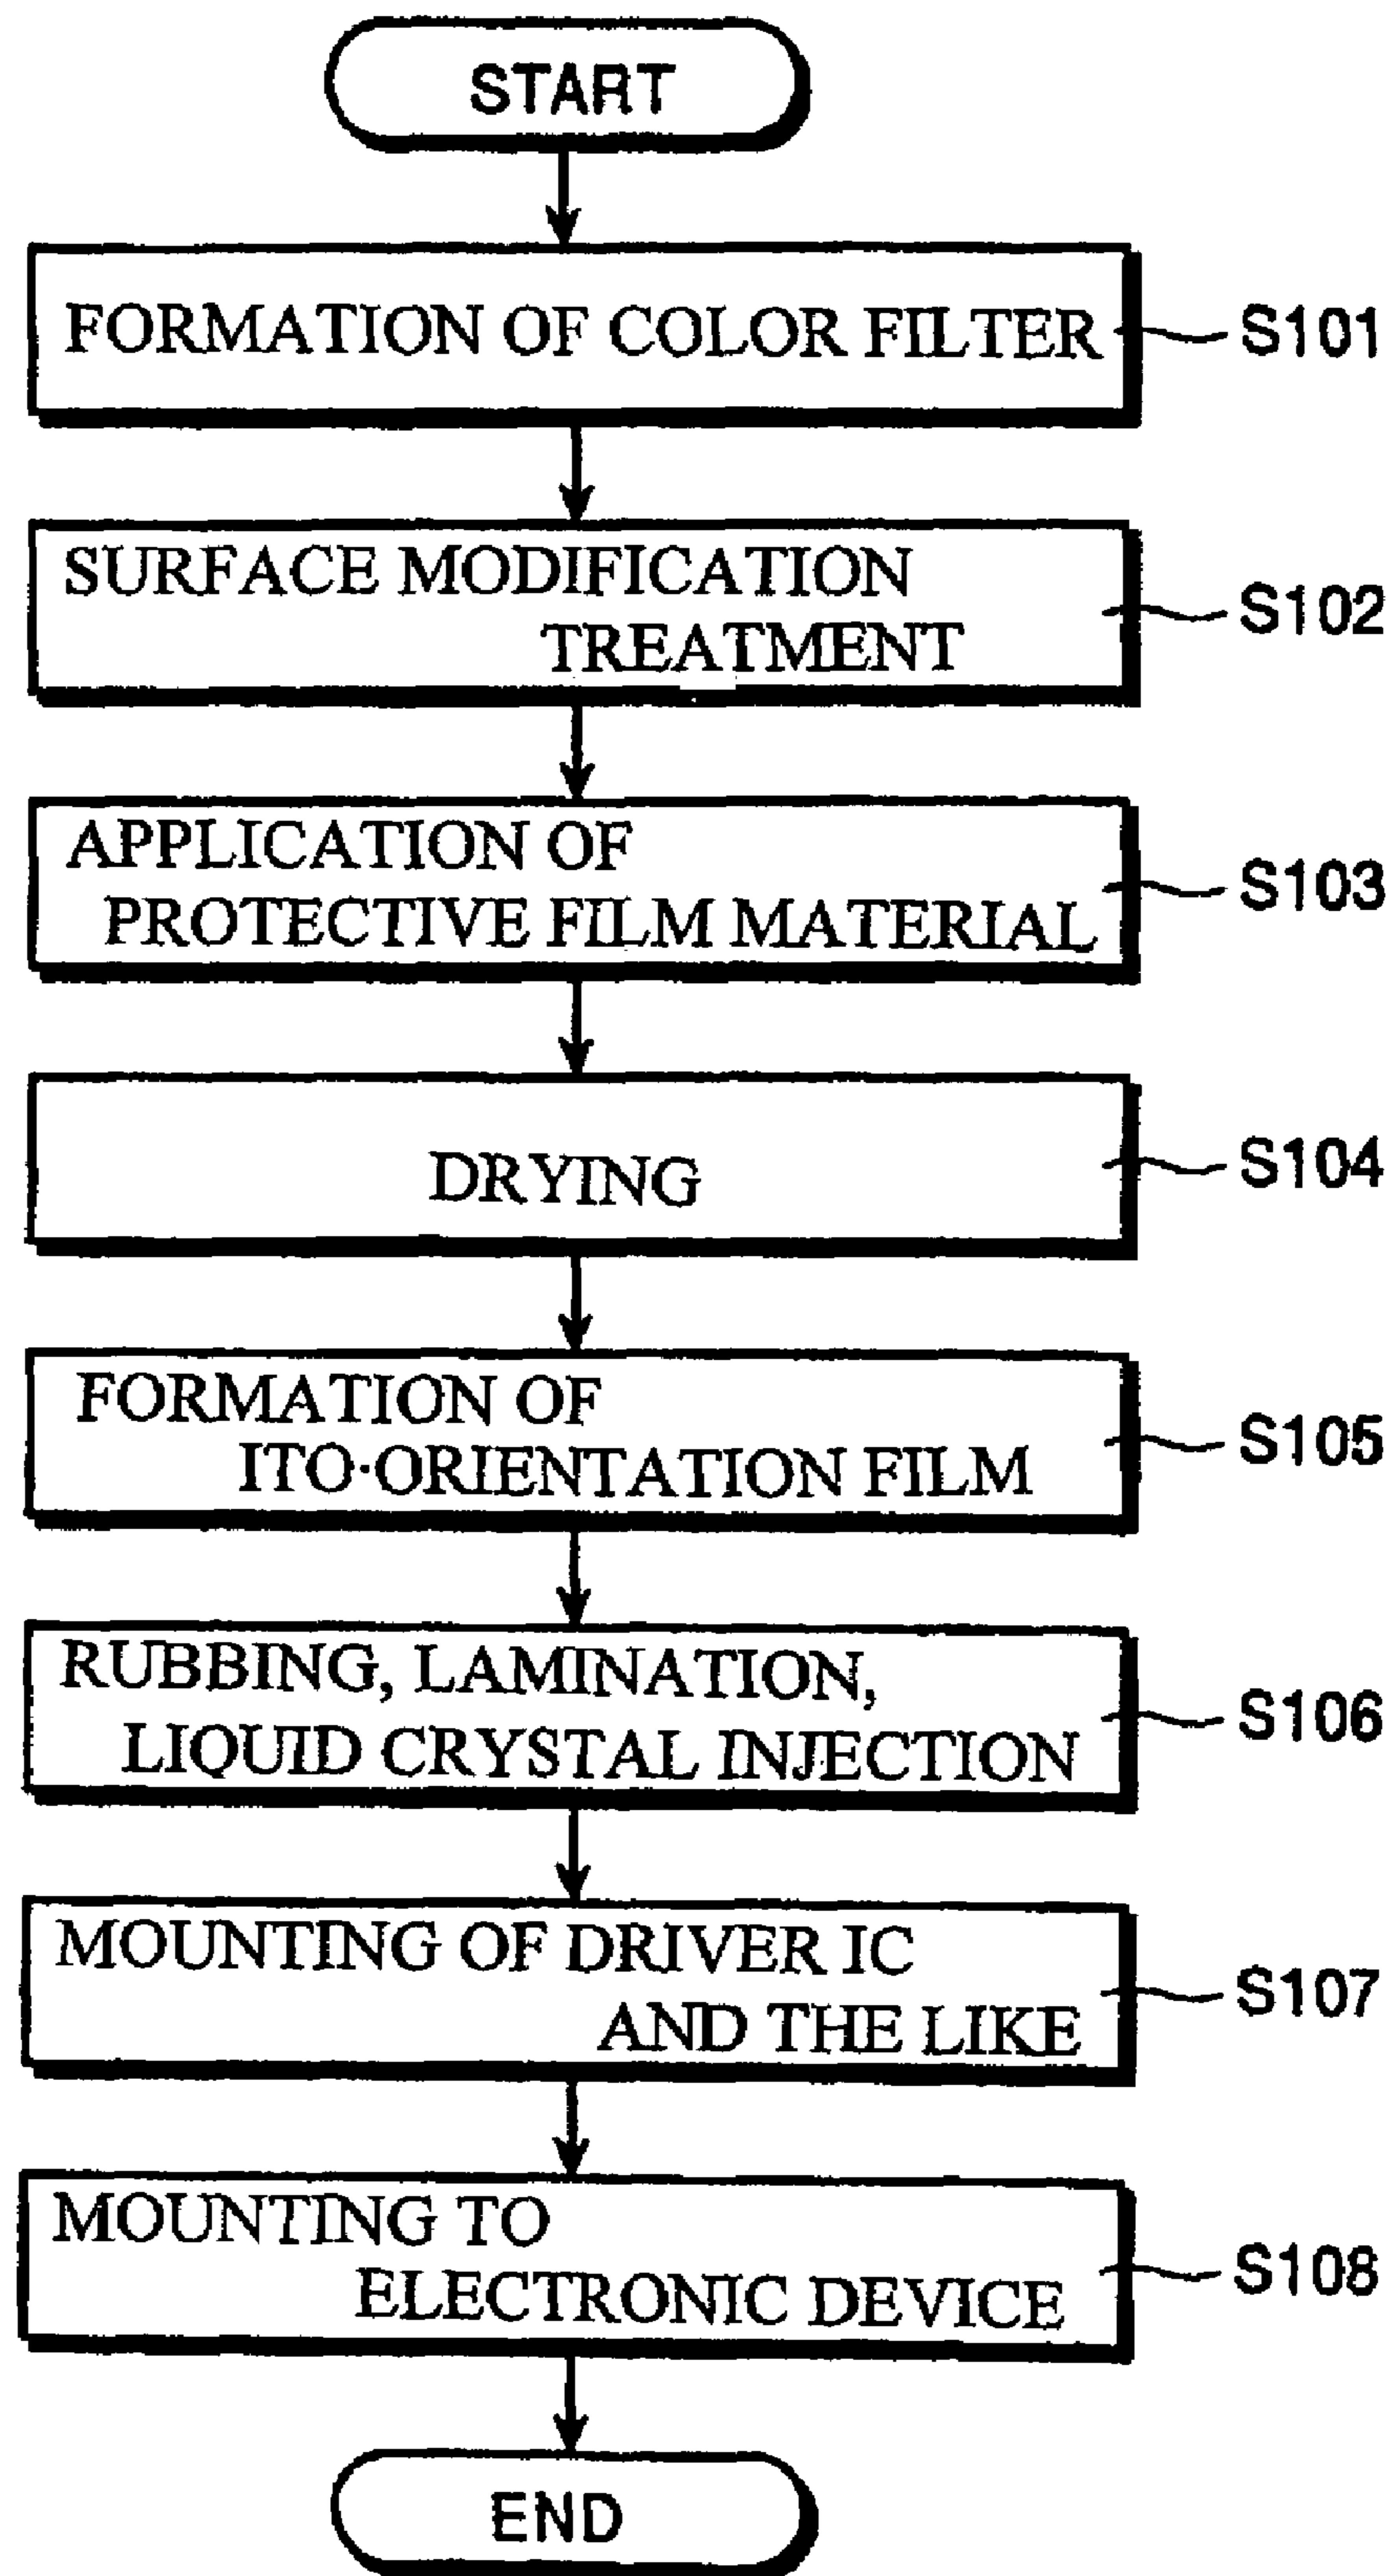 START
FORMATION OF COLOR FILTER
S101
SURFACE MODIFICATION
TREATMENT
S102
APPLICATION OF
PROTECTIVE FILM MATERIAL
S103
DRYING
S104
FORMATION OF
ITO·ORIENTATION FILM
S105
RUBBING, LAMINATION,
LIQUID CRYSTAL INJECTION
S106
MOUNTING OF DRIVER IC
AND THE LIKE
S107
MOUNTING TO
ELECTRONIC DEVICE
S108
END